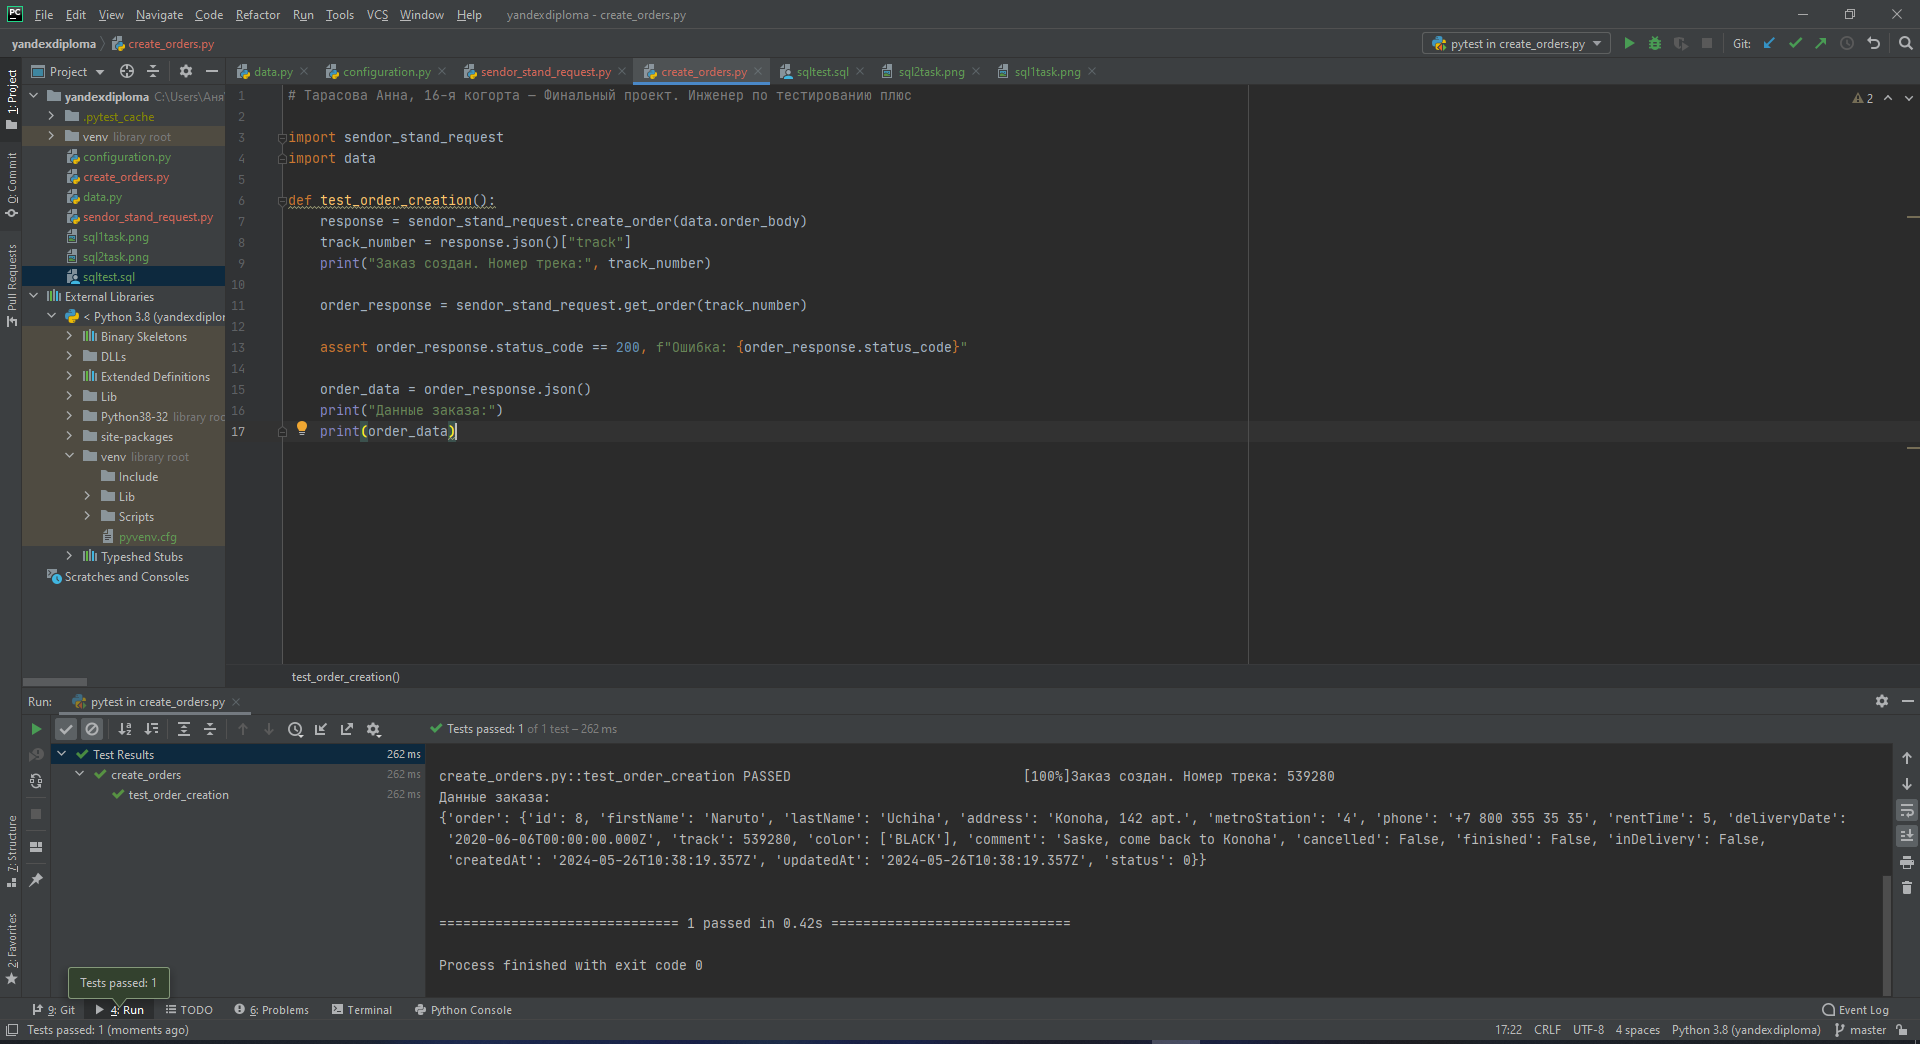 File Edit View Navigate Code Refactor Run Tools VCS Window Help yandexdiploma - create_orders.py
yandexdiploma create_orders.py pytest in create_orders.py Git:
Project data.py configuration.py sendor_stand_request.py create_orders.py sqltest.sql sql2task.png sql1task.png
1: Project
0: Commit
Pull Requests
7: Structure
2: Favorites
yandexdiploma C:\Users\Аня\
.pytest_cache
venv library root
configuration.py
create_orders.py
data.py
sendor_stand_request.py
sql1task.png
sql2task.png
sqltest.sql
External Libraries
< Python 3.8 (yandexdiplom
Binary Skeletons
DLLs
Extended Definitions
Lib
Python38-32 library roo
site-packages
venv library root
Include
Lib
Scripts
pyvenv.cfg
Typeshed Stubs
Scratches and Consoles
2
1 # Тарасова Анна, 16-я когорта — Финальный проект. Инженер по тестированию плюс
2
3 import sendor_stand_request
4 import data
5
6 def test_order_creation():
7 response = sendor_stand_request.create_order(data.order_body)
8 track_number = response.json()["track"]
9 print("Заказ создан. Номер трека:", track_number)
10
11 order_response = sendor_stand_request.get_order(track_number)
12
13 assert order_response.status_code == 200, f"Ошибка: {order_response.status_code}"
14
15 order_data = order_response.json()
16 print("Данные заказа:")
17 print(order_data)
test_order_creation()
Run: pytest in create_orders.py
Tests passed: 1 of 1 test – 262 ms
Test Results 262 ms
create_orders 262 ms
test_order_creation 262 ms
create_orders.py::test_order_creation PASSED [100%]Заказ создан. Номер трека: 539280
Данные заказа:
{'order': {'id': 8, 'firstName': 'Naruto', 'lastName': 'Uchiha', 'address': 'Konoha, 142 apt.', 'metroStation': '4', 'phone': '+7 800 355 35 35', 'rentTime': 5, 'deliveryDate':
'2020-06-06T00:00:00.000Z', 'track': 539280, 'color': ['BLACK'], 'comment': 'Saske, come back to Konoha', 'cancelled': False, 'finished': False, 'inDelivery': False,
'createdAt': '2024-05-26T10:38:19.357Z', 'updatedAt': '2024-05-26T10:38:19.357Z', 'status': 0}}
============================== 1 passed in 0.42s ==============================
Process finished with exit code 0
Tests passed: 1
9: Git 4: Run TODO 6: Problems Terminal Python Console Event Log
Tests passed: 1 (moments ago) 17:22 CRLF UTF-8 4 spaces Python 3.8 (yandexdiploma) master